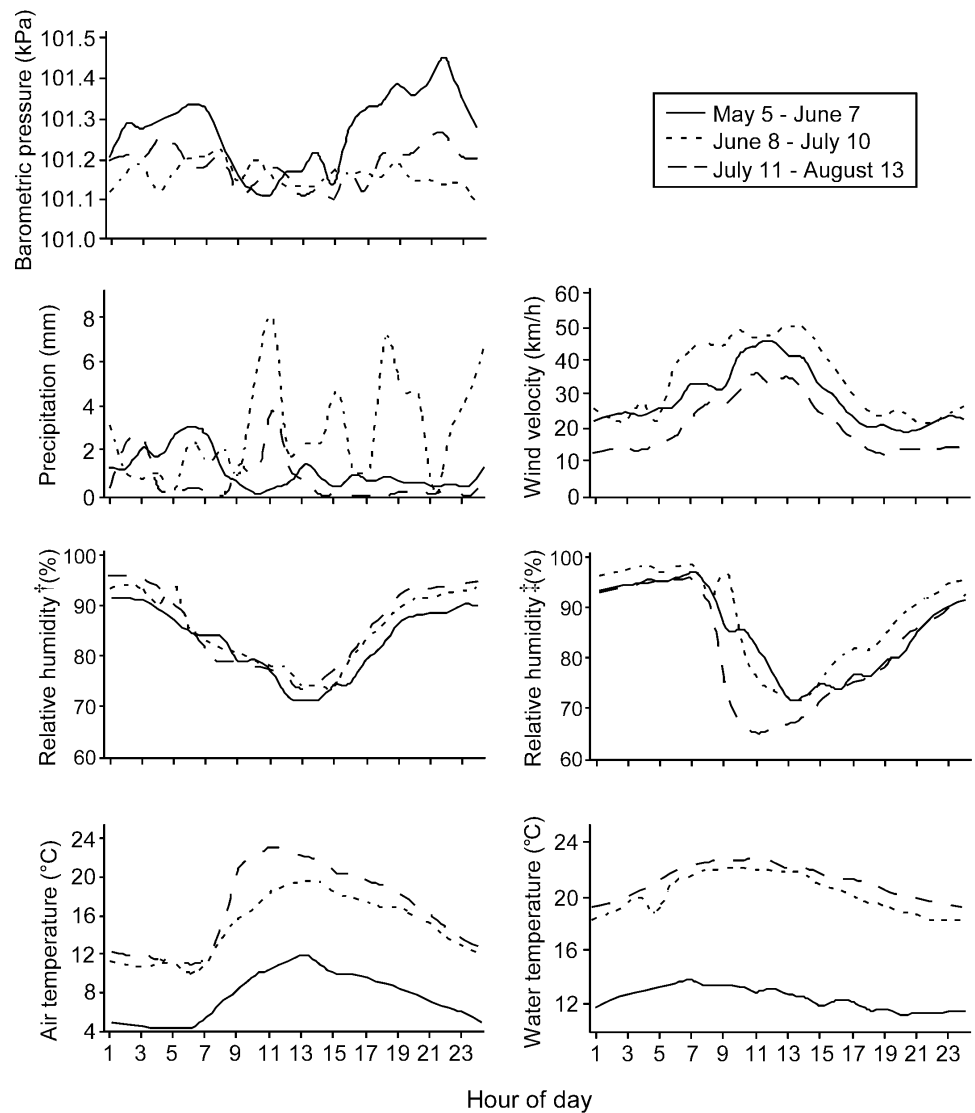 Barometric pressure (kPa)
101.5
101.4
101.3
101.2
101.1
101.0
May 5 - June 7
June 8 - July 10
July 11 - August 13
Precipitation (mm)
8
6
4
2
0
Wind velocity (km/h)
60
50
40
30
20
10
0
Relative humidity † (%)
100
90
80
70
60
Relative humidity ‡ (%)
100
90
80
70
60
Air temperature (°C)
24
20
16
12
8
4
1 3 5 7 9 11 13 15 17 19 21 23
Water temperature (°C)
24
20
16
12
1 3 5 7 9 11 13 15 17 19 21 23
Hour of day